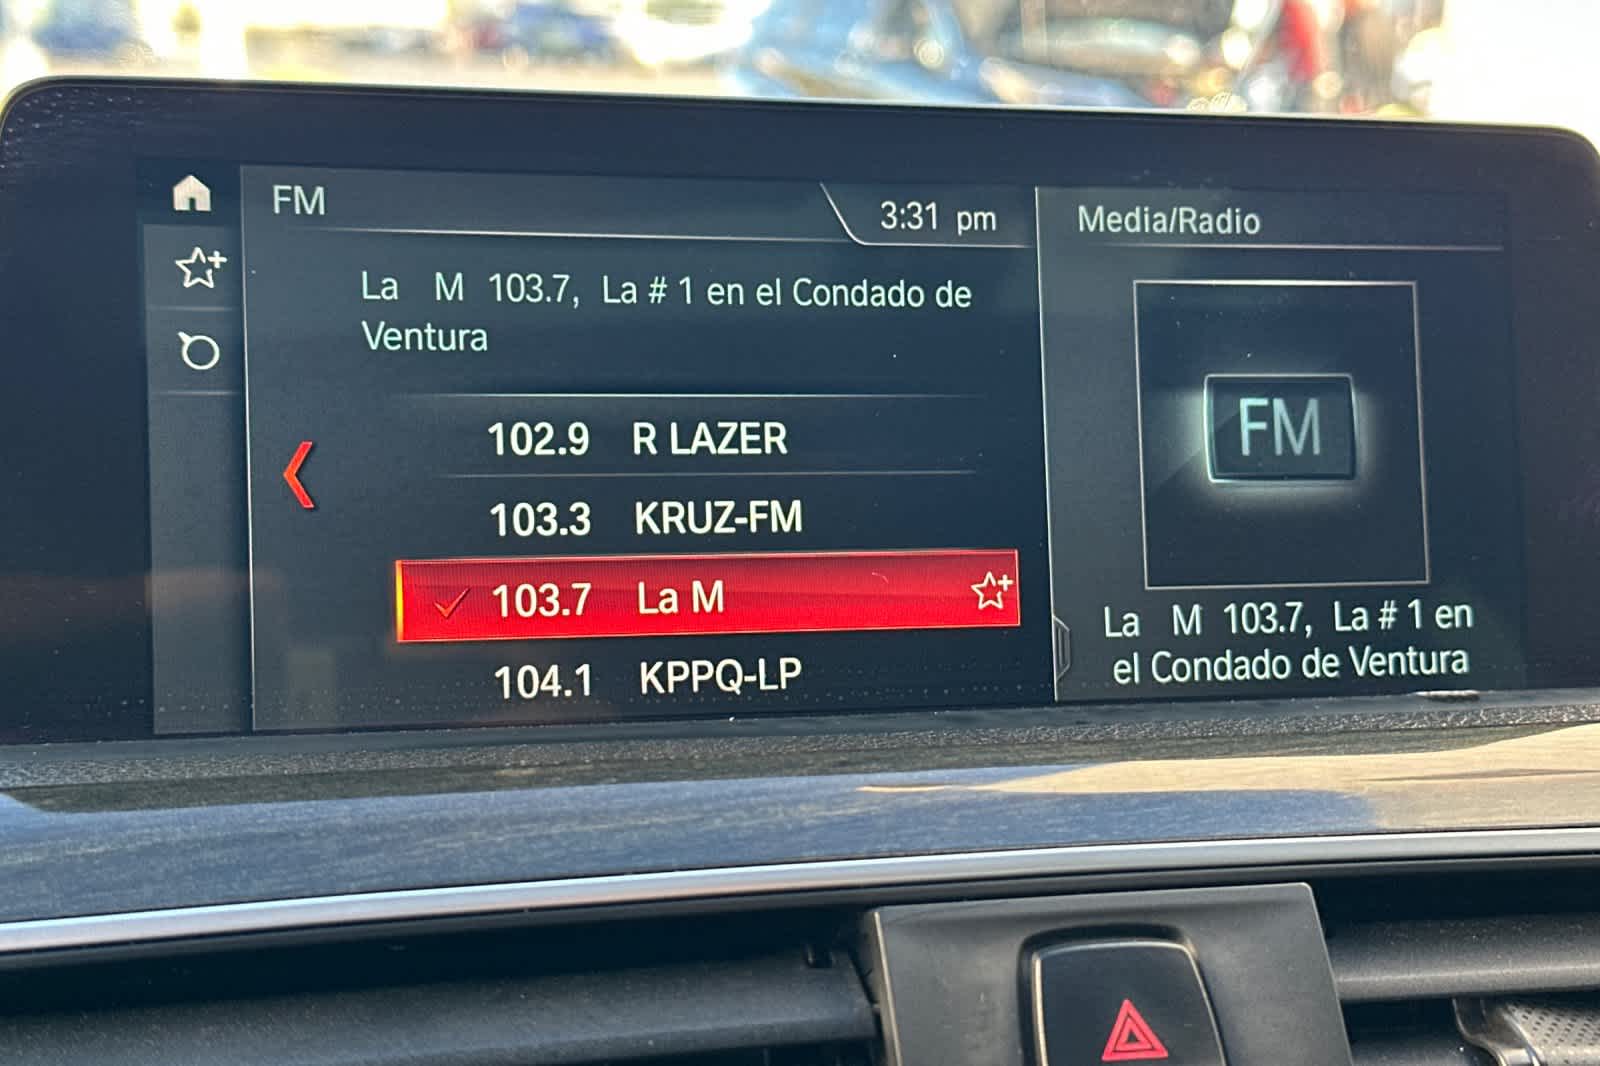 FM
3:31 pm
La M 103.7, La # 1 en el Condado de
Ventura
102.9 R LAZER
103.3 KRUZ-FM
103.7 La M
104.1 KPPQ-LP
Media/Radio
FM
La M 103.7, La # 1 en
el Condado de Ventura